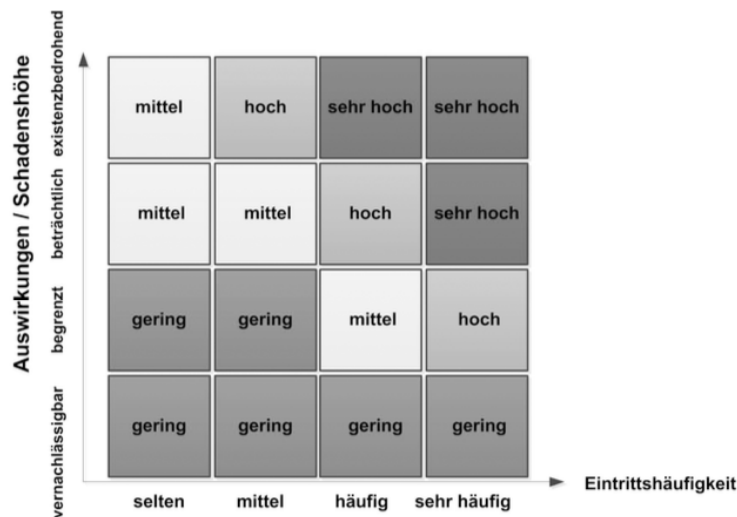 Auswirkungen / Schadenshöhe
existenzbedrohend
mittel hoch sehr hoch sehr hoch
beträchtlich
mittel mittel hoch sehr hoch
begrenzt
gering gering mittel hoch
vernachlässigbar
gering gering gering gering
selten mittel häufig sehr häufig
Eintrittshäufigkeit